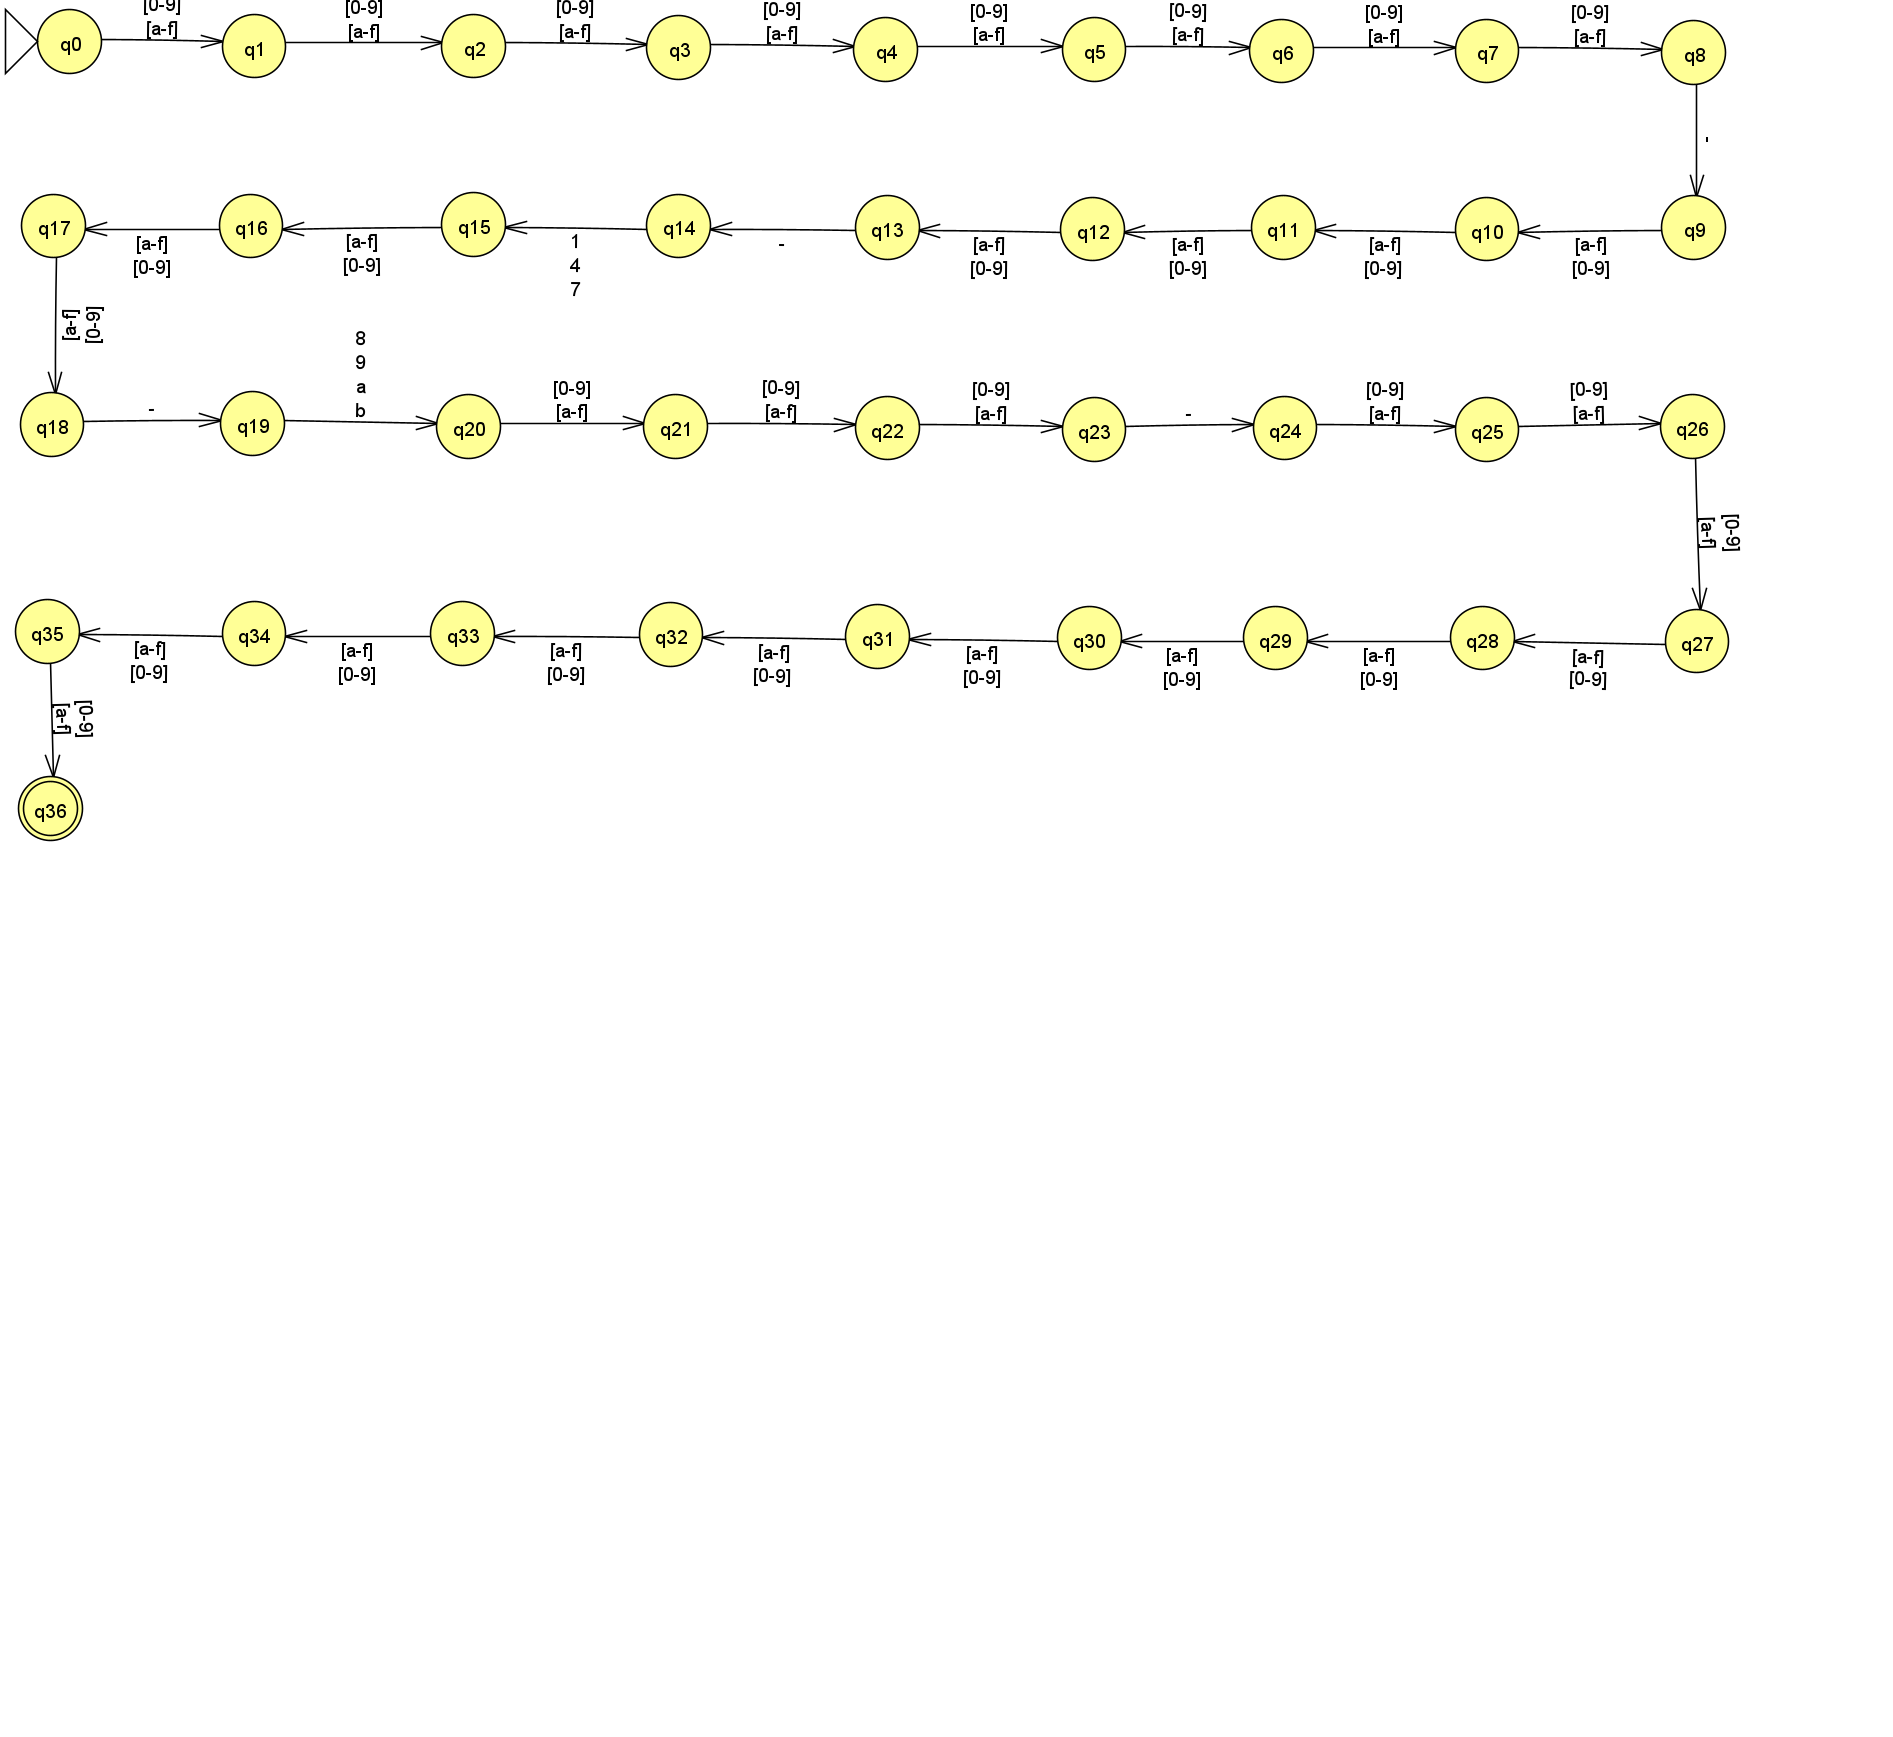 [0-9] [0-9] [0-9] [0-9] [0-9] [0-9] [0-9] [0-9]
[a-f] [a-f] [a-f] [a-f] [a-f] [a-f] [a-f] [a-f]
q0 q1 q2 q3 q4 q5 q6 q7 q8
-
q17 q16 q15 q14 q13 q12 q11 q10 q9
[a-f] [a-f] 1 - [a-f] [a-f] [a-f] [a-f]
[0-9] [0-9] 4 [0-9] [0-9] [0-9] [0-9]
7
[a-f]
[0-9]
8
9
a [0-9] [0-9] [0-9] [0-9] [0-9]
- b [a-f] [a-f] [a-f] - [a-f] [a-f]
q18 q19 q20 q21 q22 q23 q24 q25 q26
[0-9]
[a-f]
q35 q34 q33 q32 q31 q30 q29 q28 q27
[a-f] [a-f] [a-f] [a-f] [a-f] [a-f] [a-f] [a-f]
[0-9] [0-9] [0-9] [0-9] [0-9] [0-9] [0-9] [0-9]
[0-9]
[a-f]
q36